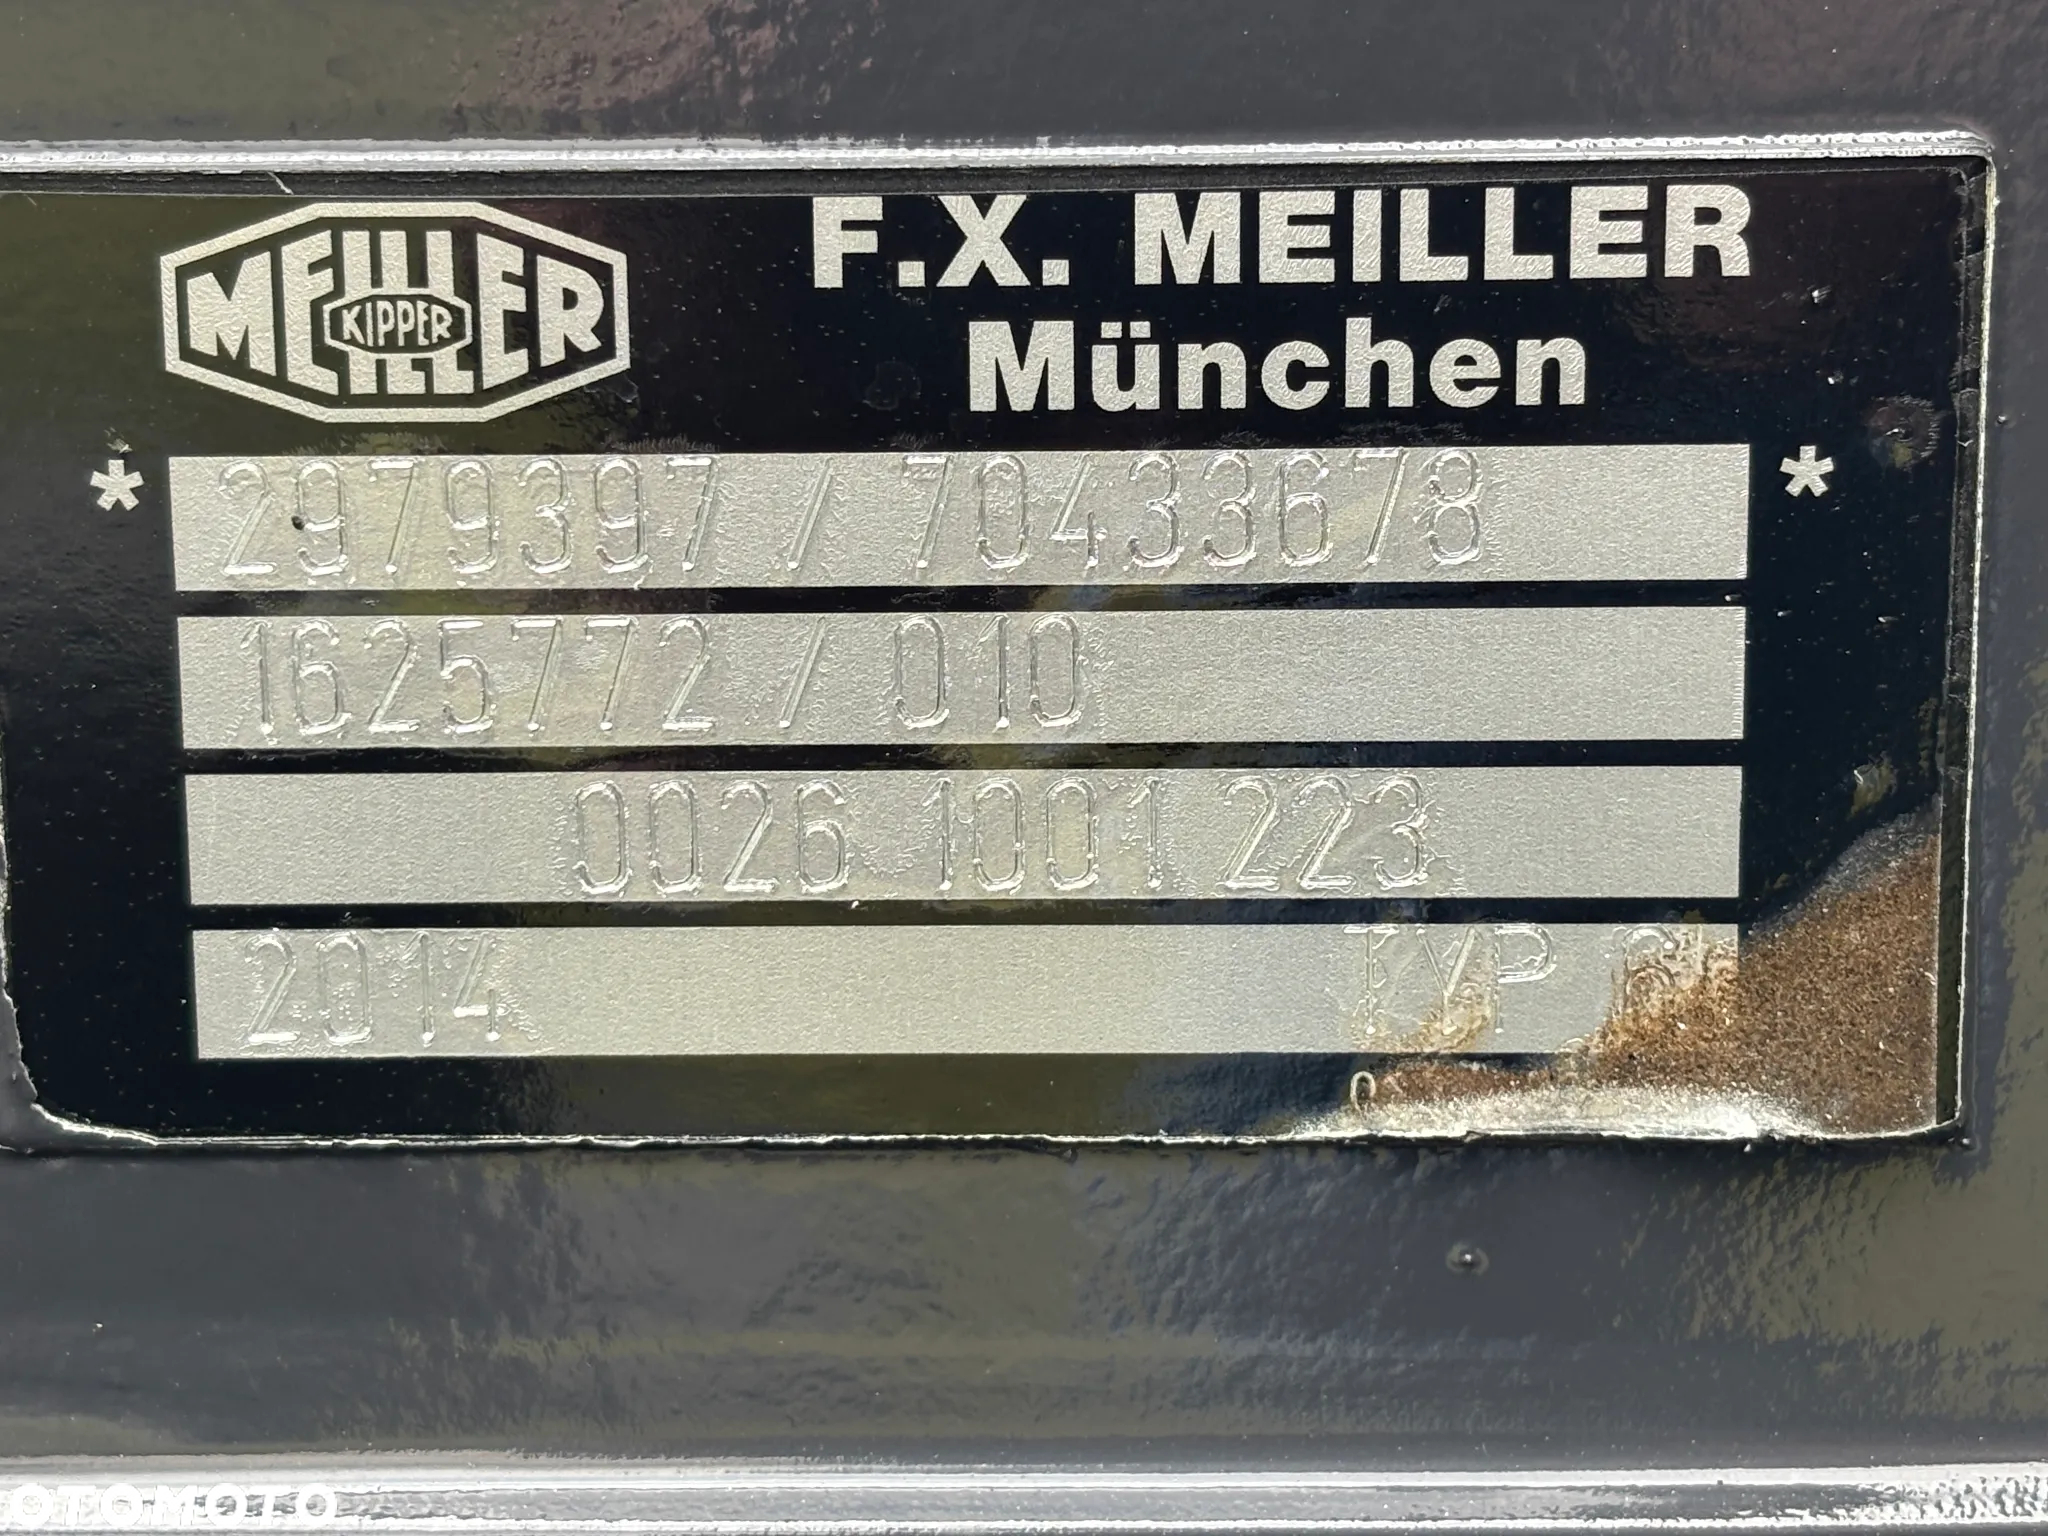 MEILLER
KIPPER
F.X. MEILLER
München
* 2979397 / 70433678 *
1625772 / 010
0026 1001 223
2014 TYP
OTOMOTO